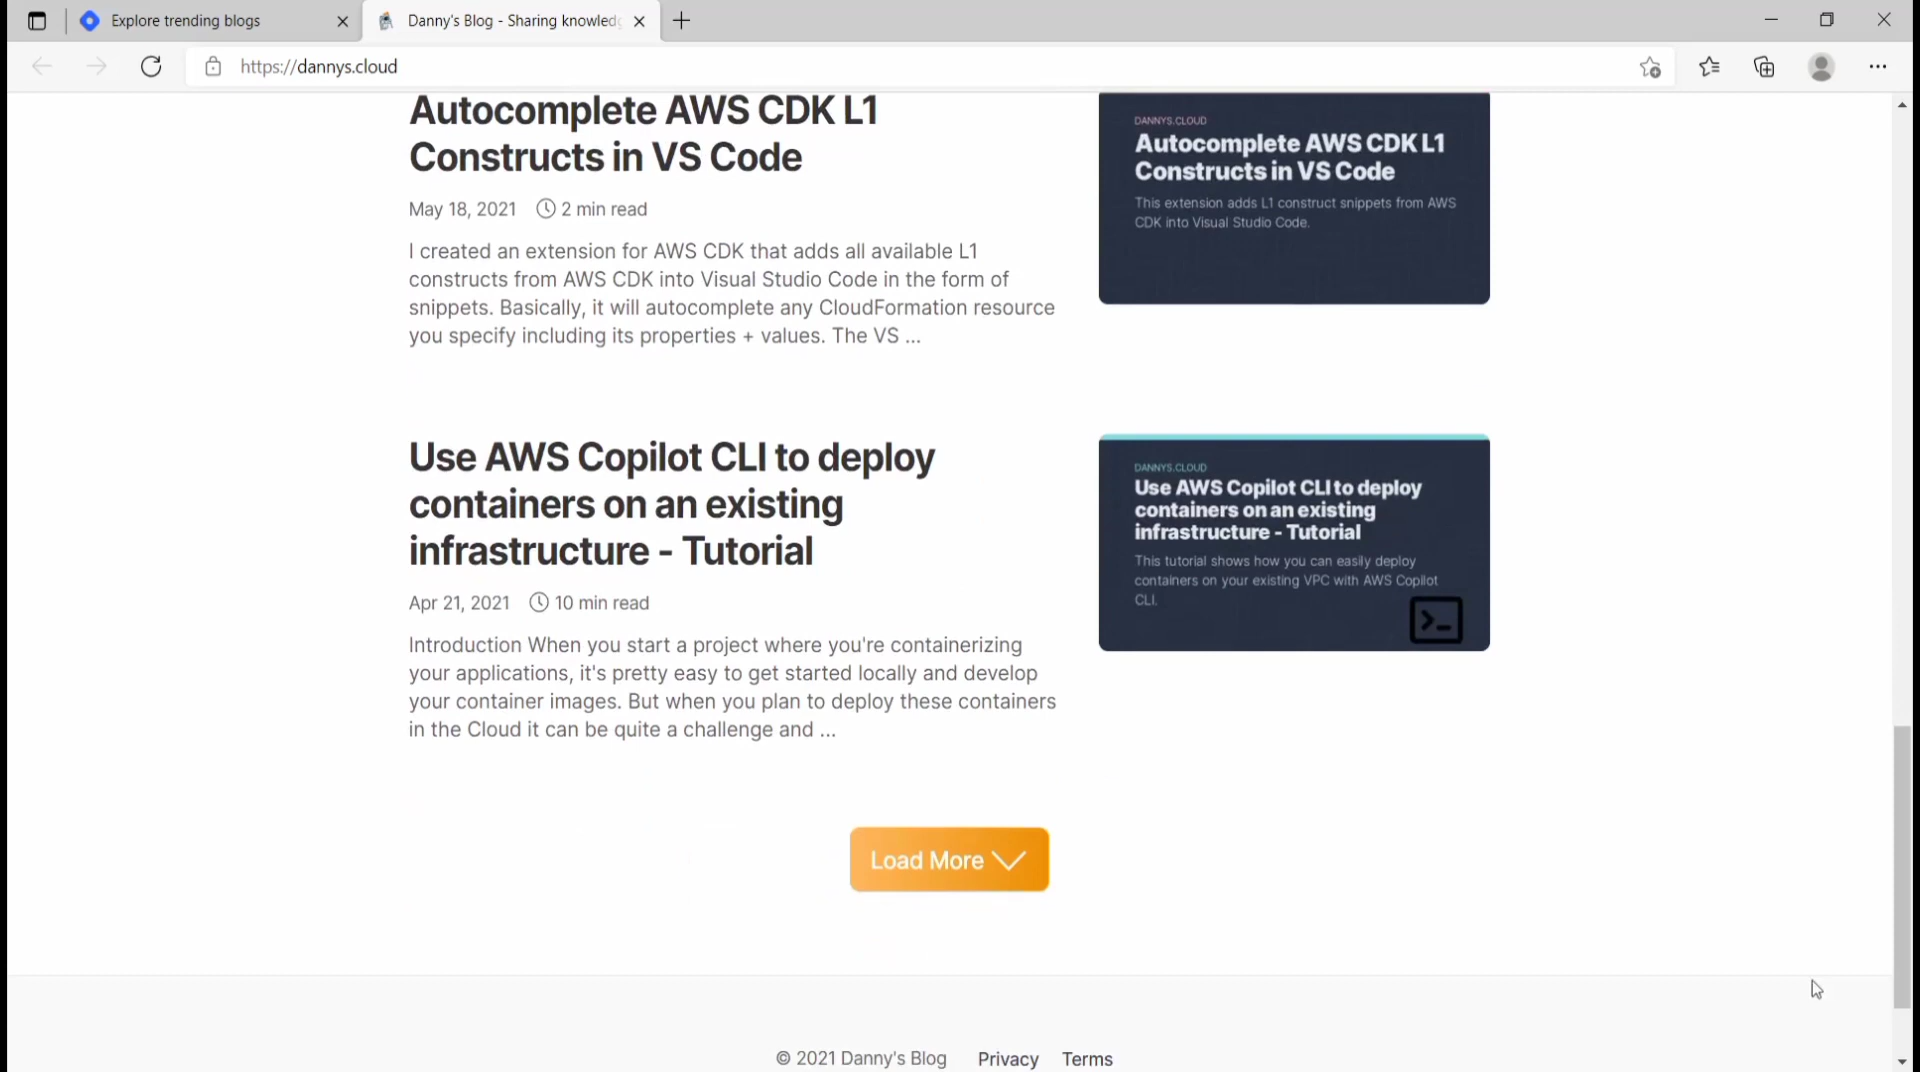 Explore trending blogs
Danny's Blog - Sharing knowled
https://dannys.cloud
Autocomplete AWS CDK L1
Constructs in VS Code
May 18, 2021 2 min read
I created an extension for AWS CDK that adds all available L1
constructs from AWS CDK into Visual Studio Code in the form of
snippets. Basically, it will autocomplete any CloudFormation resource
you specify including its properties + values. The VS ...
DANNYS.CLOUD
Autocomplete AWS CDK L1
Constructs in VS Code
This extension adds L1 construct snippets from AWS
CDK into Visual Studio Code.
Use AWS Copilot CLI to deploy
containers on an existing
infrastructure - Tutorial
Apr 21, 2021 10 min read
Introduction When you start a project where you're containerizing
your applications, it's pretty easy to get started locally and develop
your container images. But when you plan to deploy these containers
in the Cloud it can be quite a challenge and ...
DANNYS.CLOUD
Use AWS Copilot CLI to deploy
containers on an existing
infrastructure - Tutorial
This tutorial shows how you can easily deploy
containers on your existing VPC with AWS Copilot
CLI.
Load More
© 2021 Danny's Blog Privacy Terms